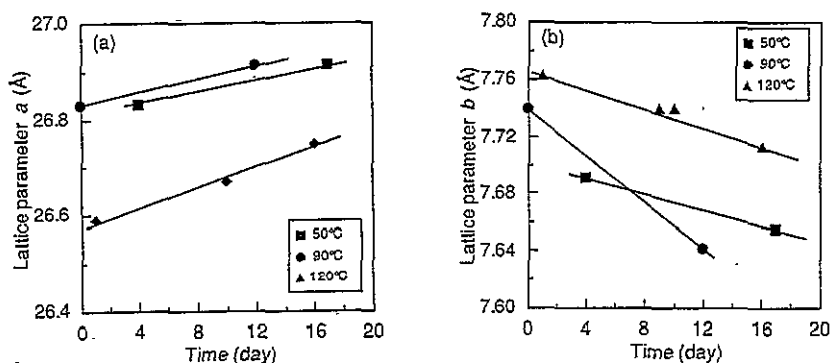 (a)
27.0
26.8
26.6
26.4
Lattice parameter a (Å)
50°C
90°C
120°C
0 4 8 12 16 20
Time (day)
(b)
7.80
7.76
7.72
7.68
7.64
7.60
Lattice parameter b (Å)
50°C
90°C
120°C
0 4 8 12 16 20
Time (day)